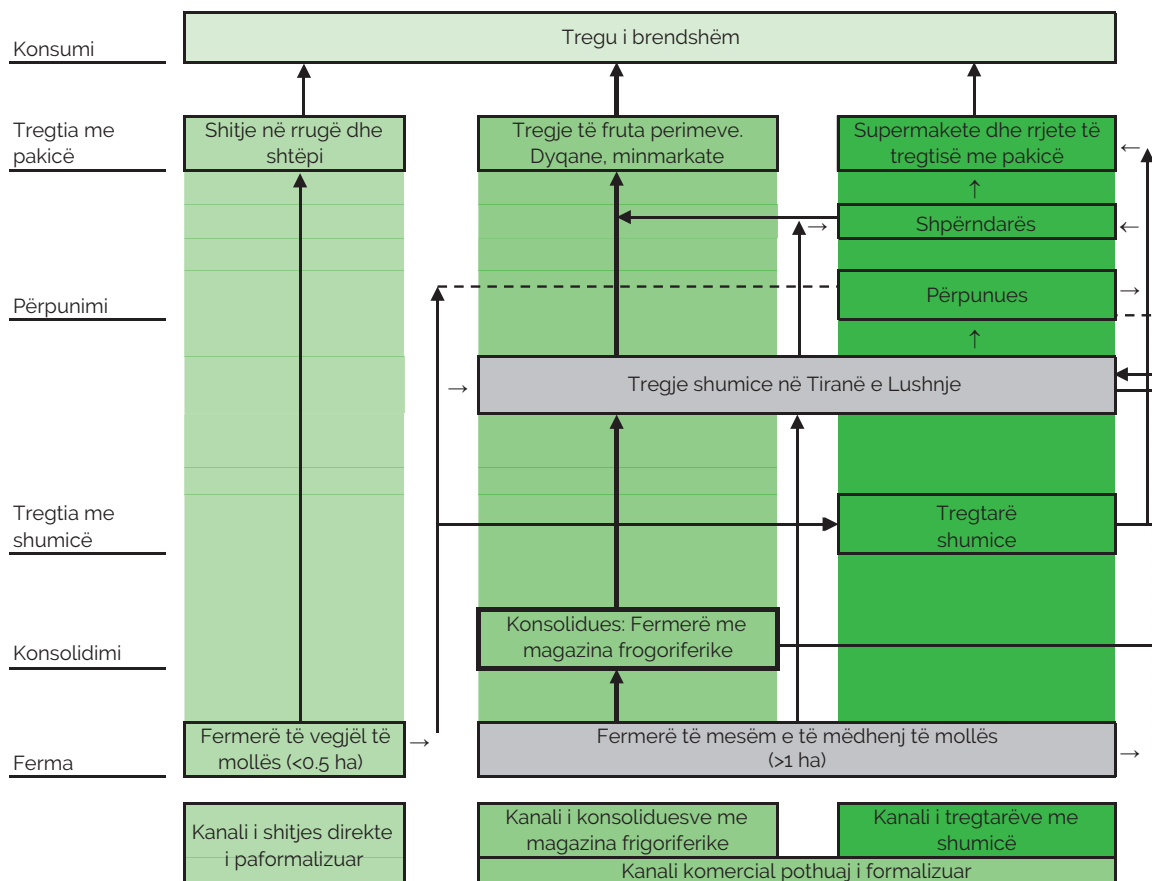 Konsumi
Tregu i brendshëm
Tregtia me
pakicë
Shitje në rrugë dhe
shtëpi
Tregje të fruta perimeve.
Dyqane, minmarkate
Supermakete dhe rrjete të
tregtisë me pakicë
Shpërndarës
Përpunimi
Përpunues
Tregje shumice në Tiranë e Lushnje
Tregtia me
shumicë
Tregtarë
shumice
Konsolidimi
Konsolidues: Fermerë me
magazina frogoriferike
Ferma
Fermerë të vegjël të
mollës (<0.5 ha)
Fermerë të mesëm e të mëdhenj të mollës
(>1 ha)
Kanali i shitjes direkte
i paformalizuar
Kanali i konsoliduesve me
magazina frigoriferike
Kanali i tregtarëve me
shumicë
Kanali komercial pothuaj i formalizuar